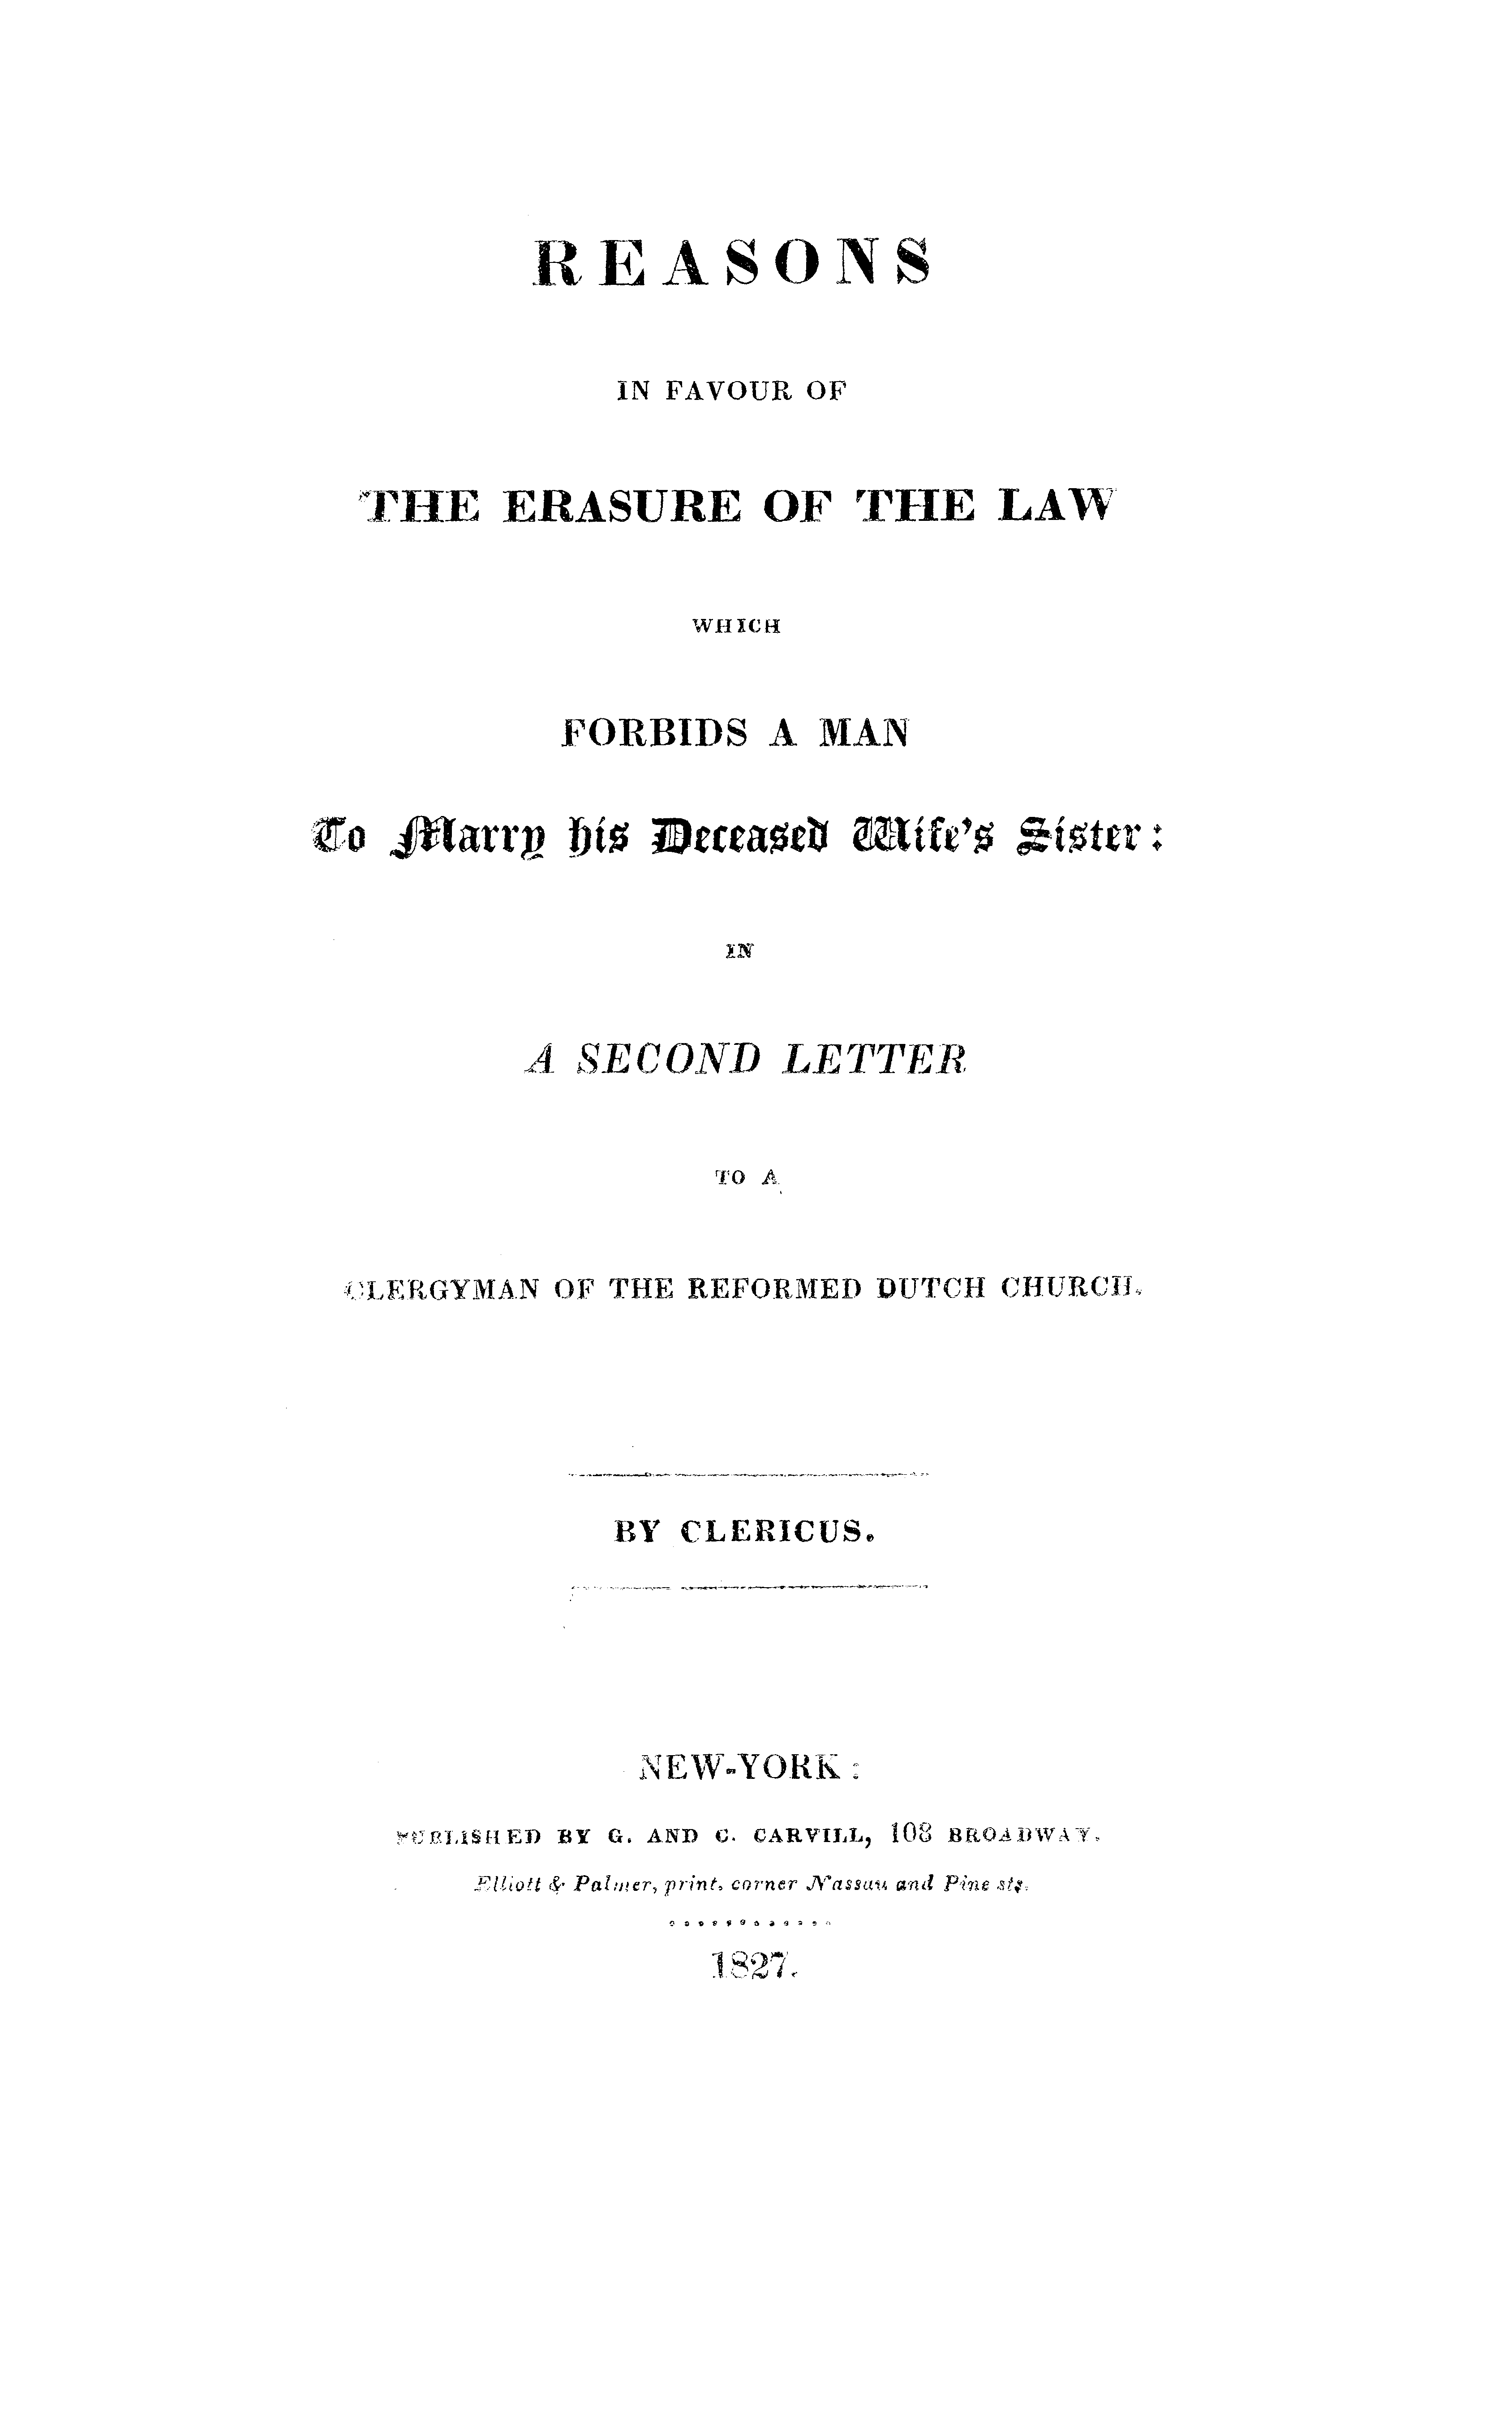 REASONS
IN FAVOUR OF
THE ERASURE OF THE LAW
WHICH
FORBIDS A MAN
To Marry his Deceased Wife's Sister:
IN
A SECOND LETTER
TO A
CLERGYMAN OF THE REFORMED DUTCH CHURCH.
BY CLERICUS.
NEW-YORK:
PUBLISHED BY G. AND C. CARVILL, 108 BROADWAY.
Elliott & Palmer, print. corner Nassau and Pine sts.
1827.